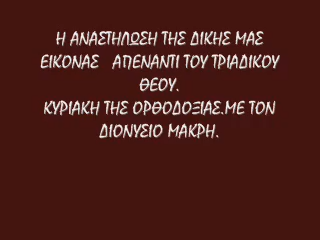 Η ΑΝΑΣΤΗΛΩΣΗ ΤΗΣ ΔΙΚΗΣ ΜΑΣ
ΕΙΚΟΝΑΣ ΑΠΕΝΑΝΤΙ ΤΟΥ ΤΡΙΑΔΙΚΟΥ
ΘΕΟΥ.
ΚΥΡΙΑΚΗ ΤΗΣ ΟΡΘΟΔΟΞΙΑΣ.ΜΕ ΤΟΝ
ΔΙΟΝΥΣΙΟ ΜΑΚΡΗ.